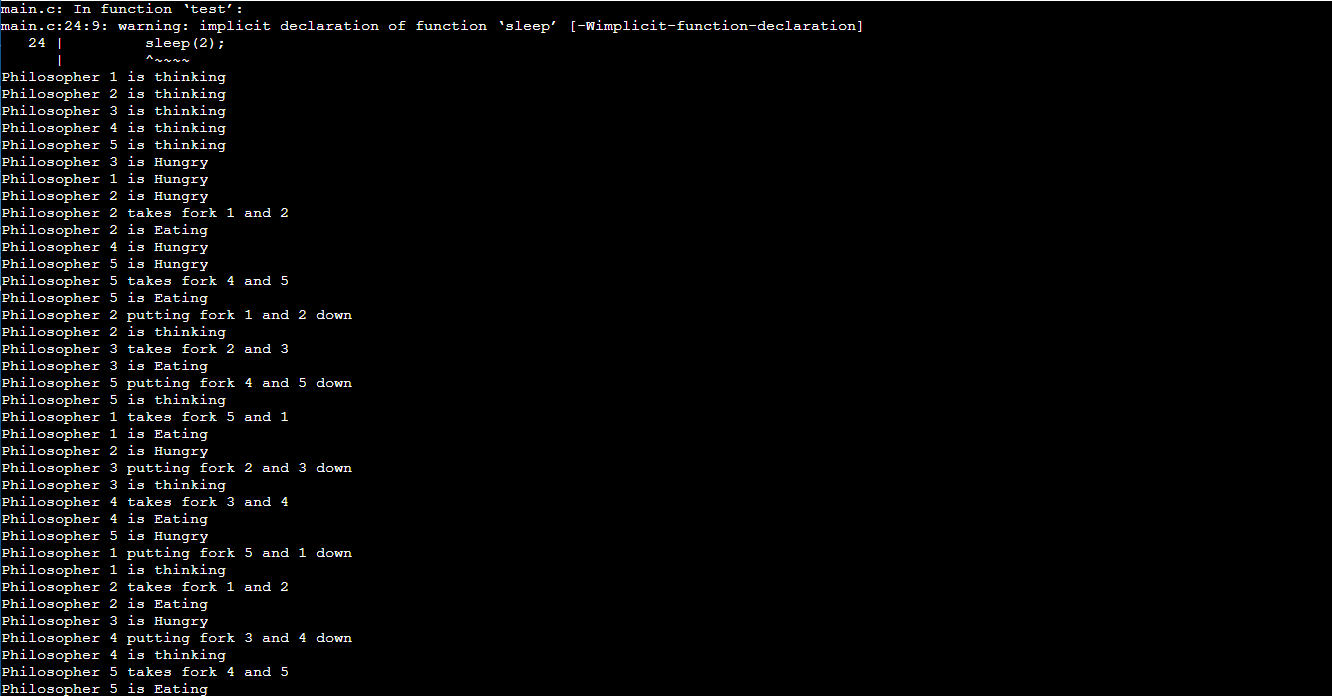 main.c: In function ‘test’:
main.c:24:9: warning: implicit declaration of function ‘sleep’ [-Wimplicit-function-declaration]
   24 |         sleep(2);
      |         ^~~~~
Philosopher 1 is thinking
Philosopher 2 is thinking
Philosopher 3 is thinking
Philosopher 4 is thinking
Philosopher 5 is thinking
Philosopher 3 is Hungry
Philosopher 1 is Hungry
Philosopher 2 is Hungry
Philosopher 2 takes fork 1 and 2
Philosopher 2 is Eating
Philosopher 4 is Hungry
Philosopher 5 is Hungry
Philosopher 5 takes fork 4 and 5
Philosopher 5 is Eating
Philosopher 2 putting fork 1 and 2 down
Philosopher 2 is thinking
Philosopher 3 takes fork 2 and 3
Philosopher 3 is Eating
Philosopher 5 putting fork 4 and 5 down
Philosopher 5 is thinking
Philosopher 1 takes fork 5 and 1
Philosopher 1 is Eating
Philosopher 2 is Hungry
Philosopher 3 putting fork 2 and 3 down
Philosopher 3 is thinking
Philosopher 4 takes fork 3 and 4
Philosopher 4 is Eating
Philosopher 5 is Hungry
Philosopher 1 putting fork 5 and 1 down
Philosopher 1 is thinking
Philosopher 2 takes fork 1 and 2
Philosopher 2 is Eating
Philosopher 3 is Hungry
Philosopher 4 putting fork 3 and 4 down
Philosopher 4 is thinking
Philosopher 5 takes fork 4 and 5
Philosopher 5 is Eating